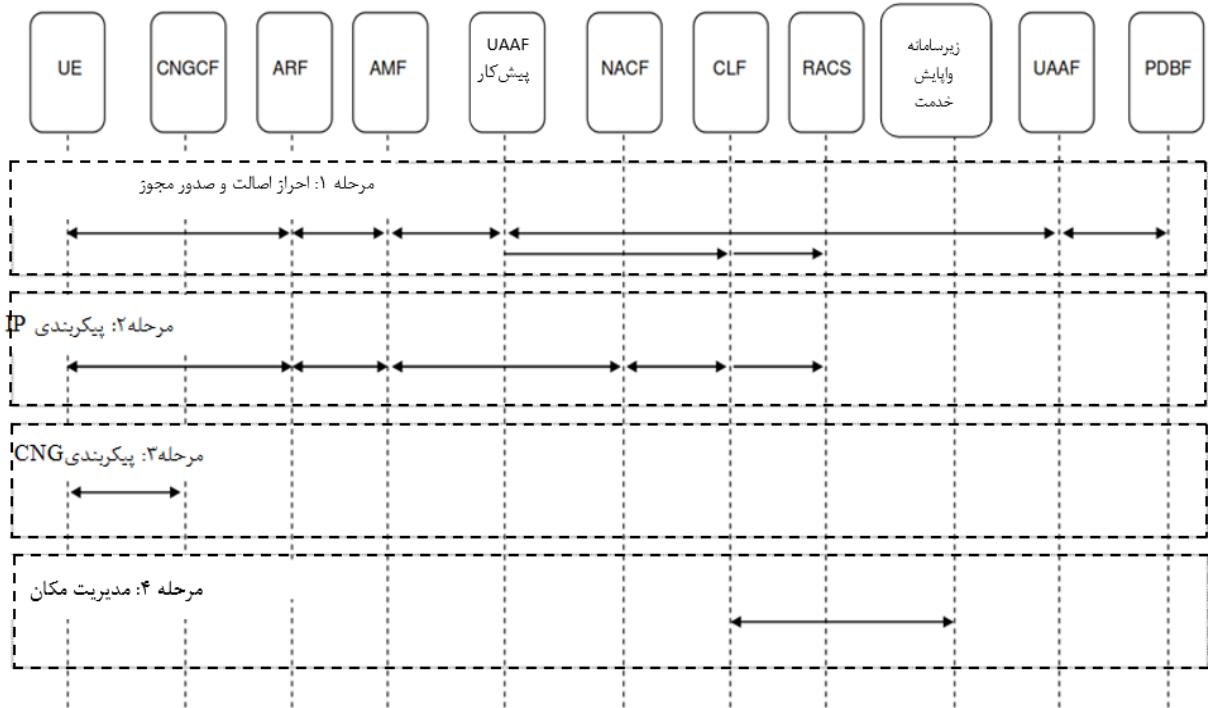 UE
CNGCF
ARF
AMF
UAAF
پیش‌کار
NACF
CLF
RACS
زیرسامانه
واپایش
خدمت
UAAF
PDBF
مرحله ۱: احراز اصالت و صدور مجوز
مرحله۲: پیکربندی IP
مرحله۳: پیکربندیCNG
مرحله ۴: مدیریت مکان